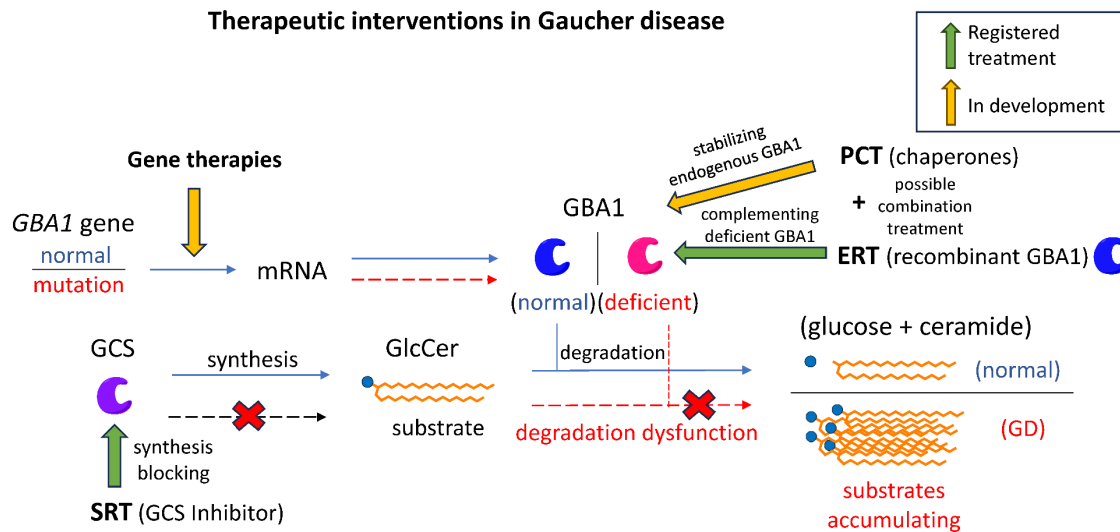 Therapeutic interventions in Gaucher disease
Registered
treatment
In development
Gene therapies
stabilizing
endogenous GBA1
PCT (chaperones)
+ possible
combination
treatment
GBA1 gene
normal
mutation
mRNA
GBA1
complementing
deficient GBA1
ERT (recombinant GBA1)
(normal)(deficient)
GCS
synthesis
GlcCer
degradation
(glucose + ceramide)
(normal)
substrate
degradation dysfunction
(GD)
synthesis
blocking
substrates
accumulating
SRT (GCS Inhibitor)